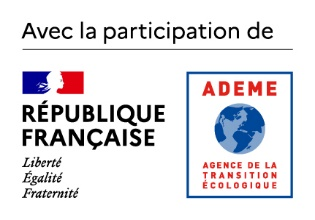 Avec la participation de
RÉPUBLIQUE
FRANÇAISE
Liberté
Égalité
Fraternité
ADEME
AGENCE DE LA
TRANSITION
ÉCOLOGIQUE